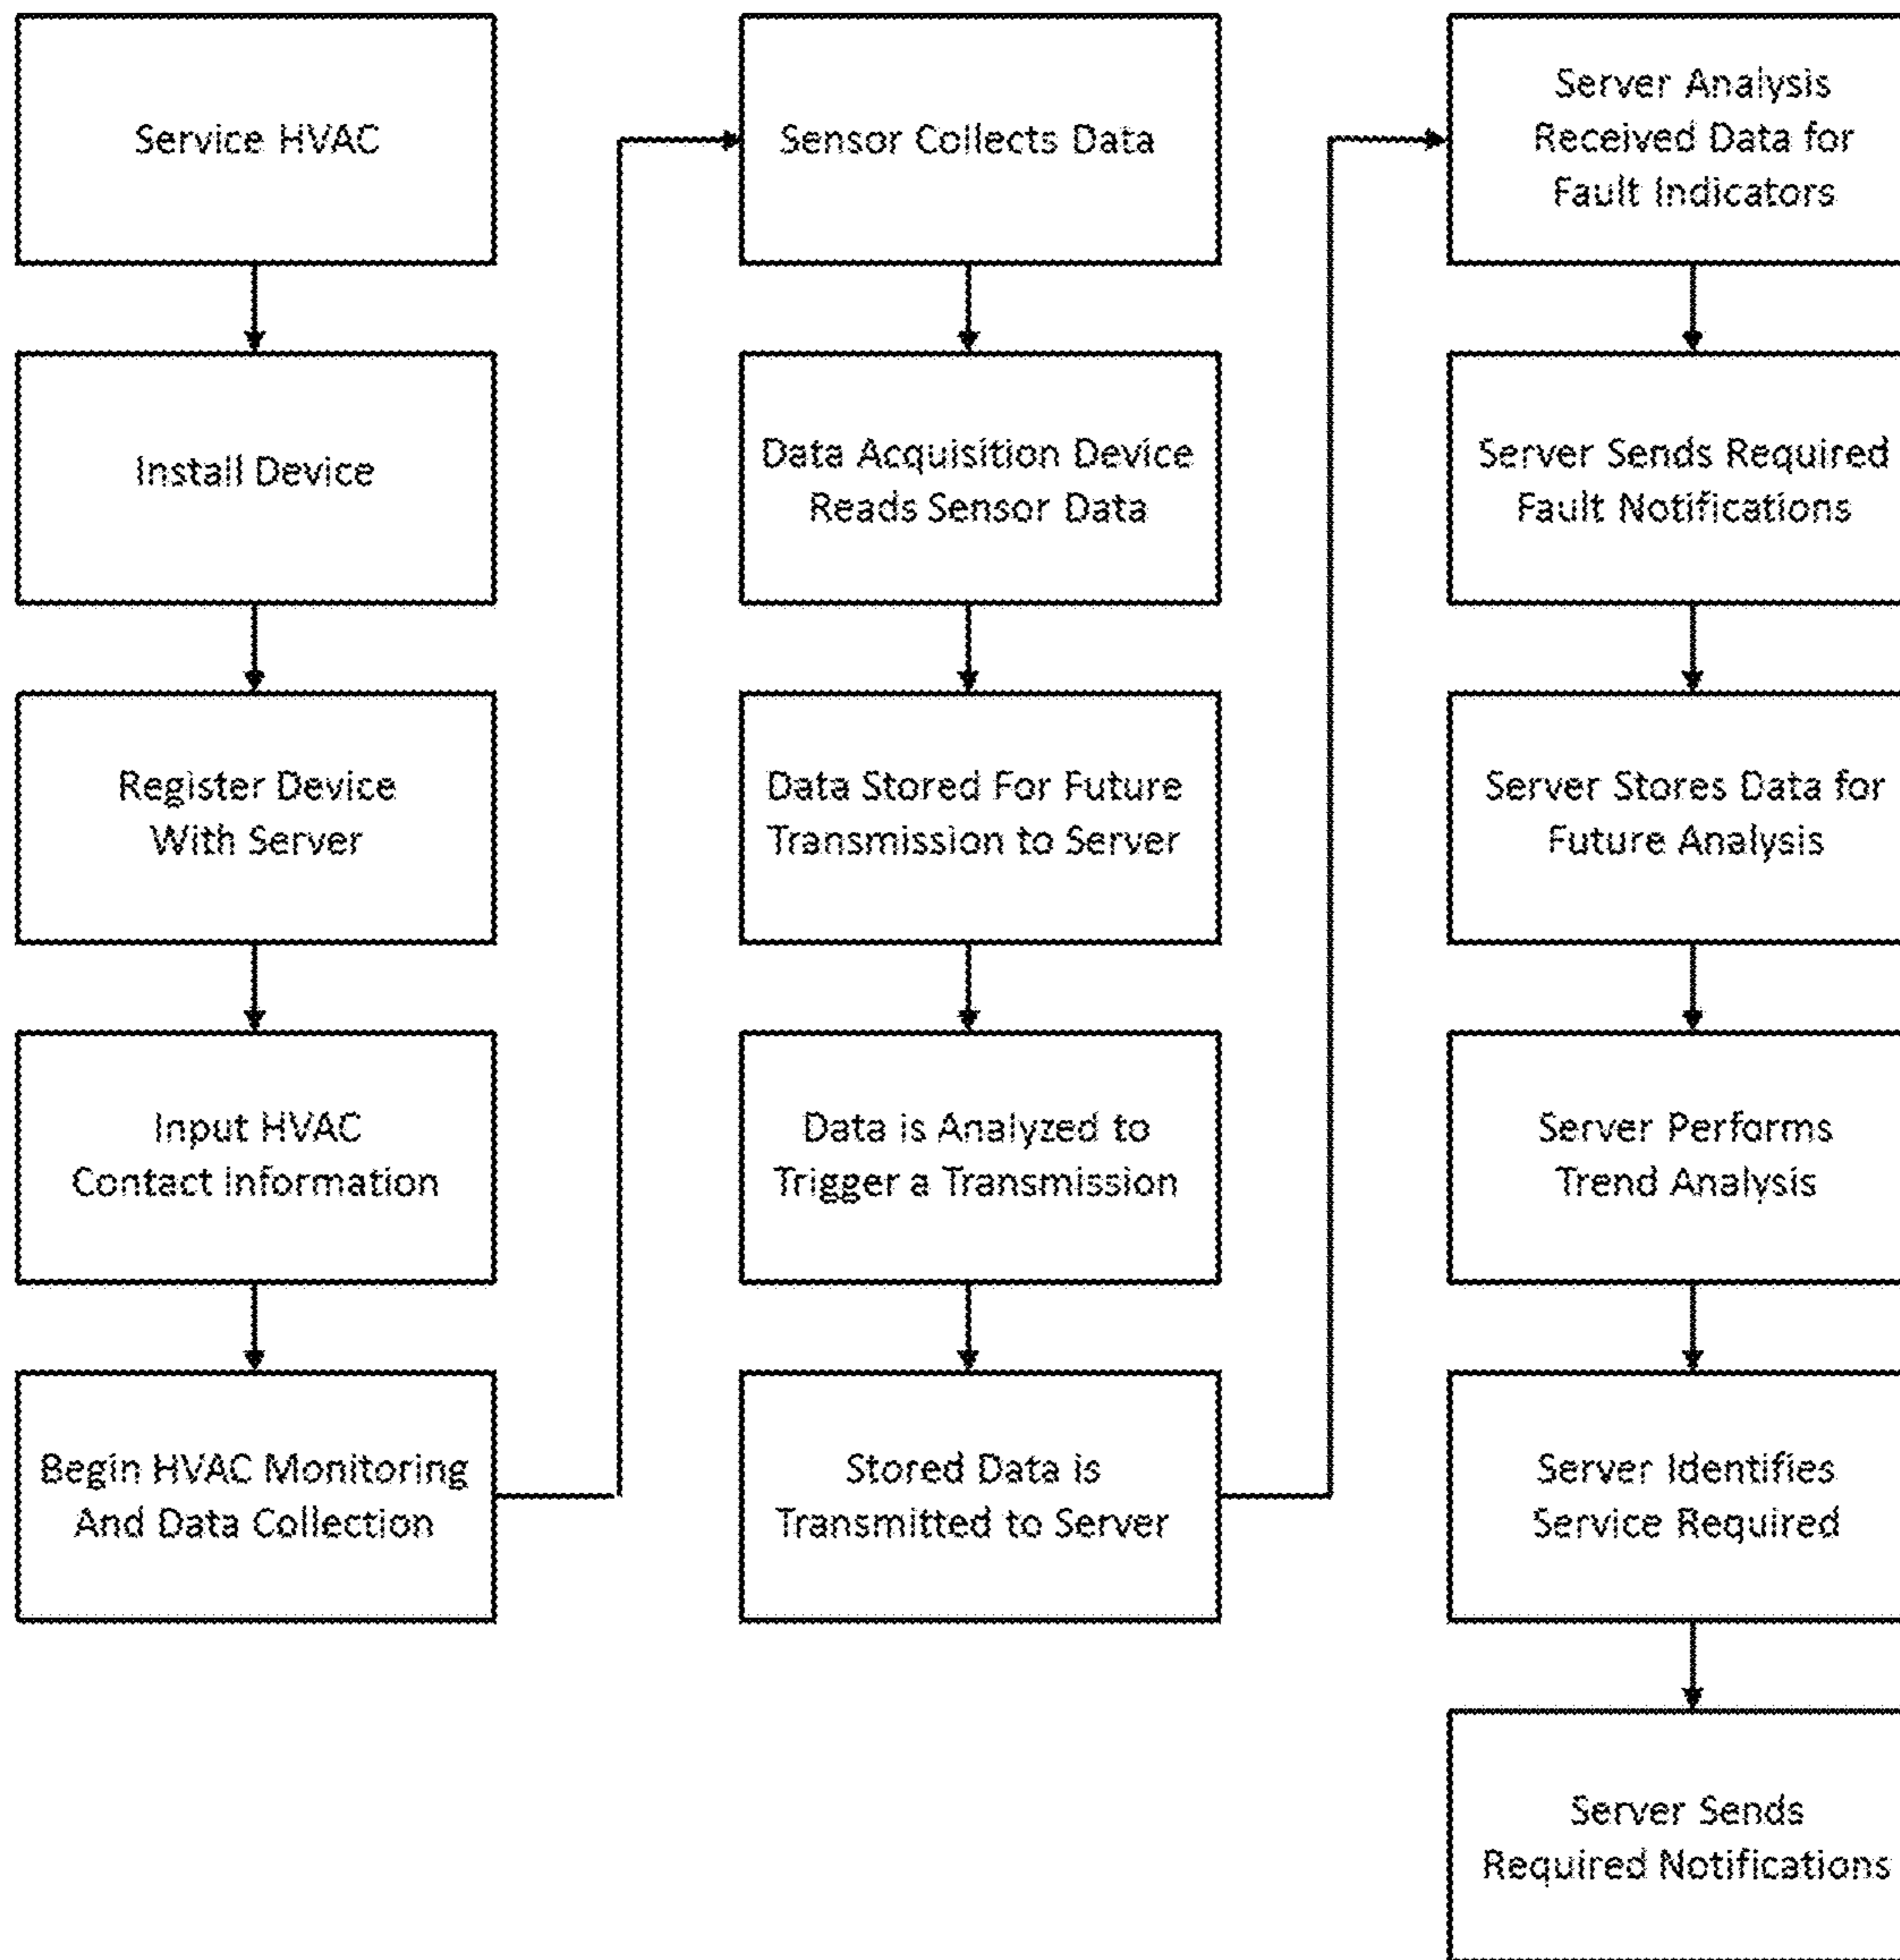 Service HVAC
Install Device
Register Device
With Server
Input HVAC
Contact Information
Begin HVAC Monitoring
And Data Collection
Sensor Collects Data
Data Acquisition Device
Reads Sensor Data
Data Stored For Future
Transmission to Server
Data is Analyzed to
Trigger a Transmission
Stored Data is
Transmitted to Server
Server Analysis
Received Data for
Fault Indicators
Server Sends Required
Fault Notifications
Server Stores Data for
Future Analysis
Server Performs
Trend Analysis
Server Identifies
Service Required
Server Sends
Required Notifications